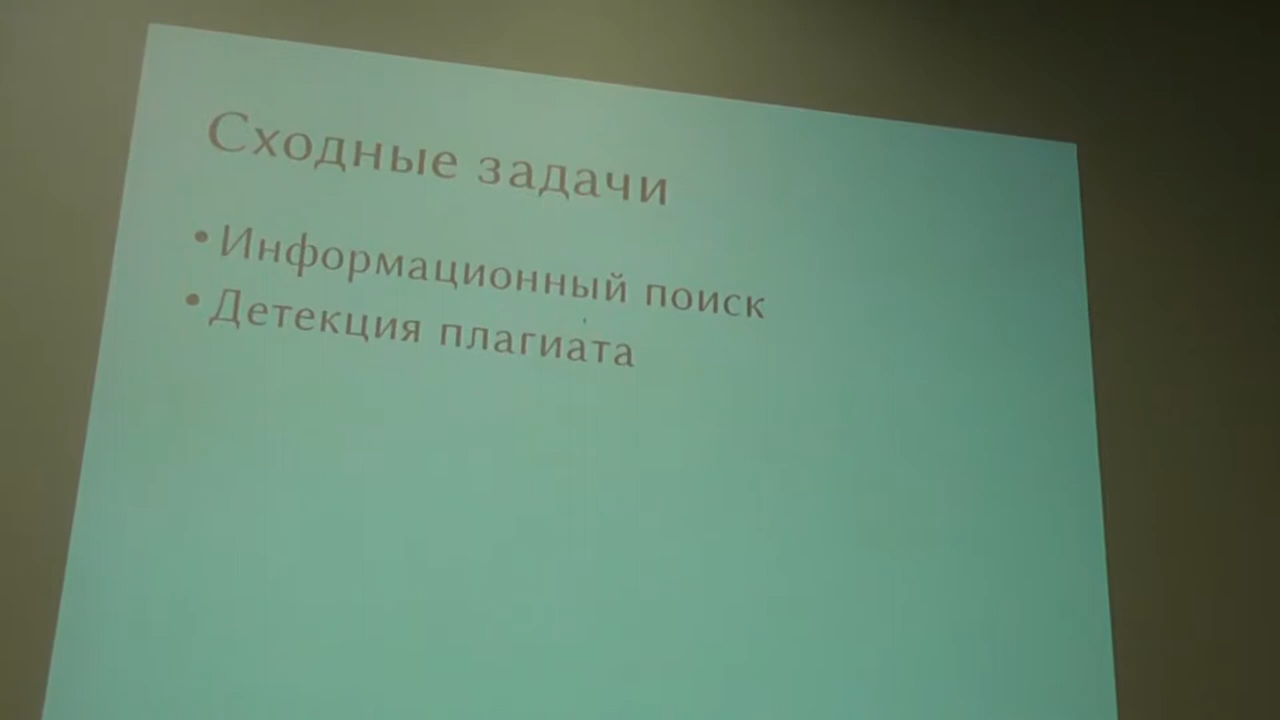 Сходные задачи
• Информационный поиск
• Детекция плагиата